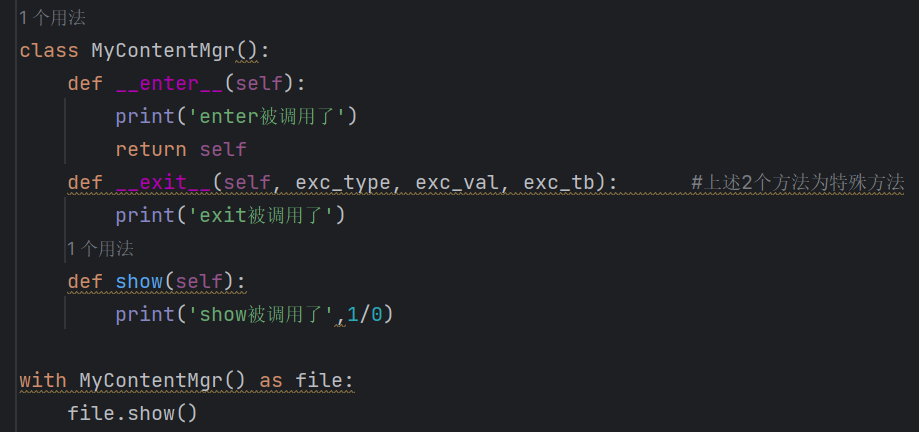 1 个用法
class MyContentMgr():
    def __enter__(self):
        print('enter被调用了')
        return self
    def __exit__(self, exc_type, exc_val, exc_tb):      #上述2个方法为特殊方法
        print('exit被调用了')
    1 个用法
    def show(self):
        print('show被调用了',1/0)
with MyContentMgr() as file:
    file.show()